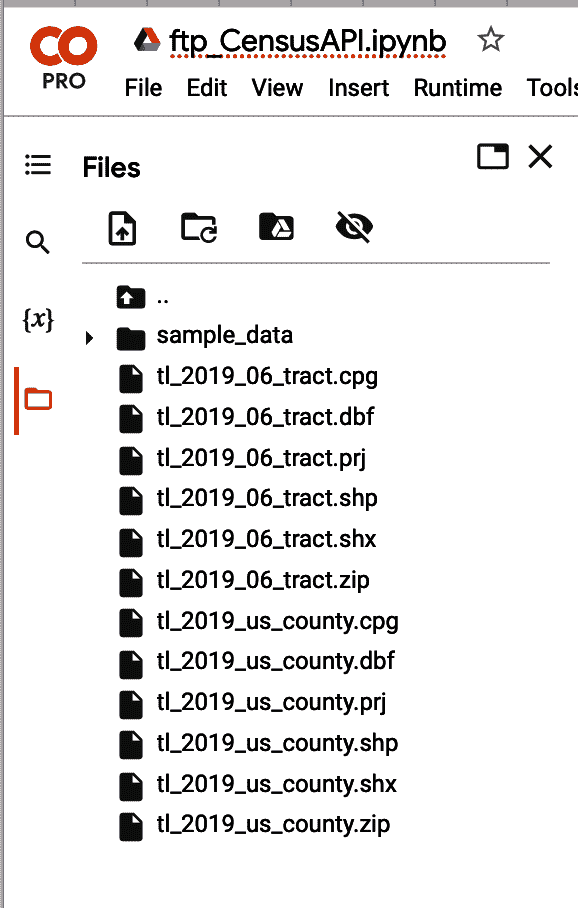 CO
PRO
ftp_CensusAPI.ipynb
File Edit View Insert Runtime Tools
Files
{x}
..
sample_data
tl_2019_06_tract.cpg
tl_2019_06_tract.dbf
tl_2019_06_tract.prj
tl_2019_06_tract.shp
tl_2019_06_tract.shx
tl_2019_06_tract.zip
tl_2019_us_county.cpg
tl_2019_us_county.dbf
tl_2019_us_county.prj
tl_2019_us_county.shp
tl_2019_us_county.shx
tl_2019_us_county.zip